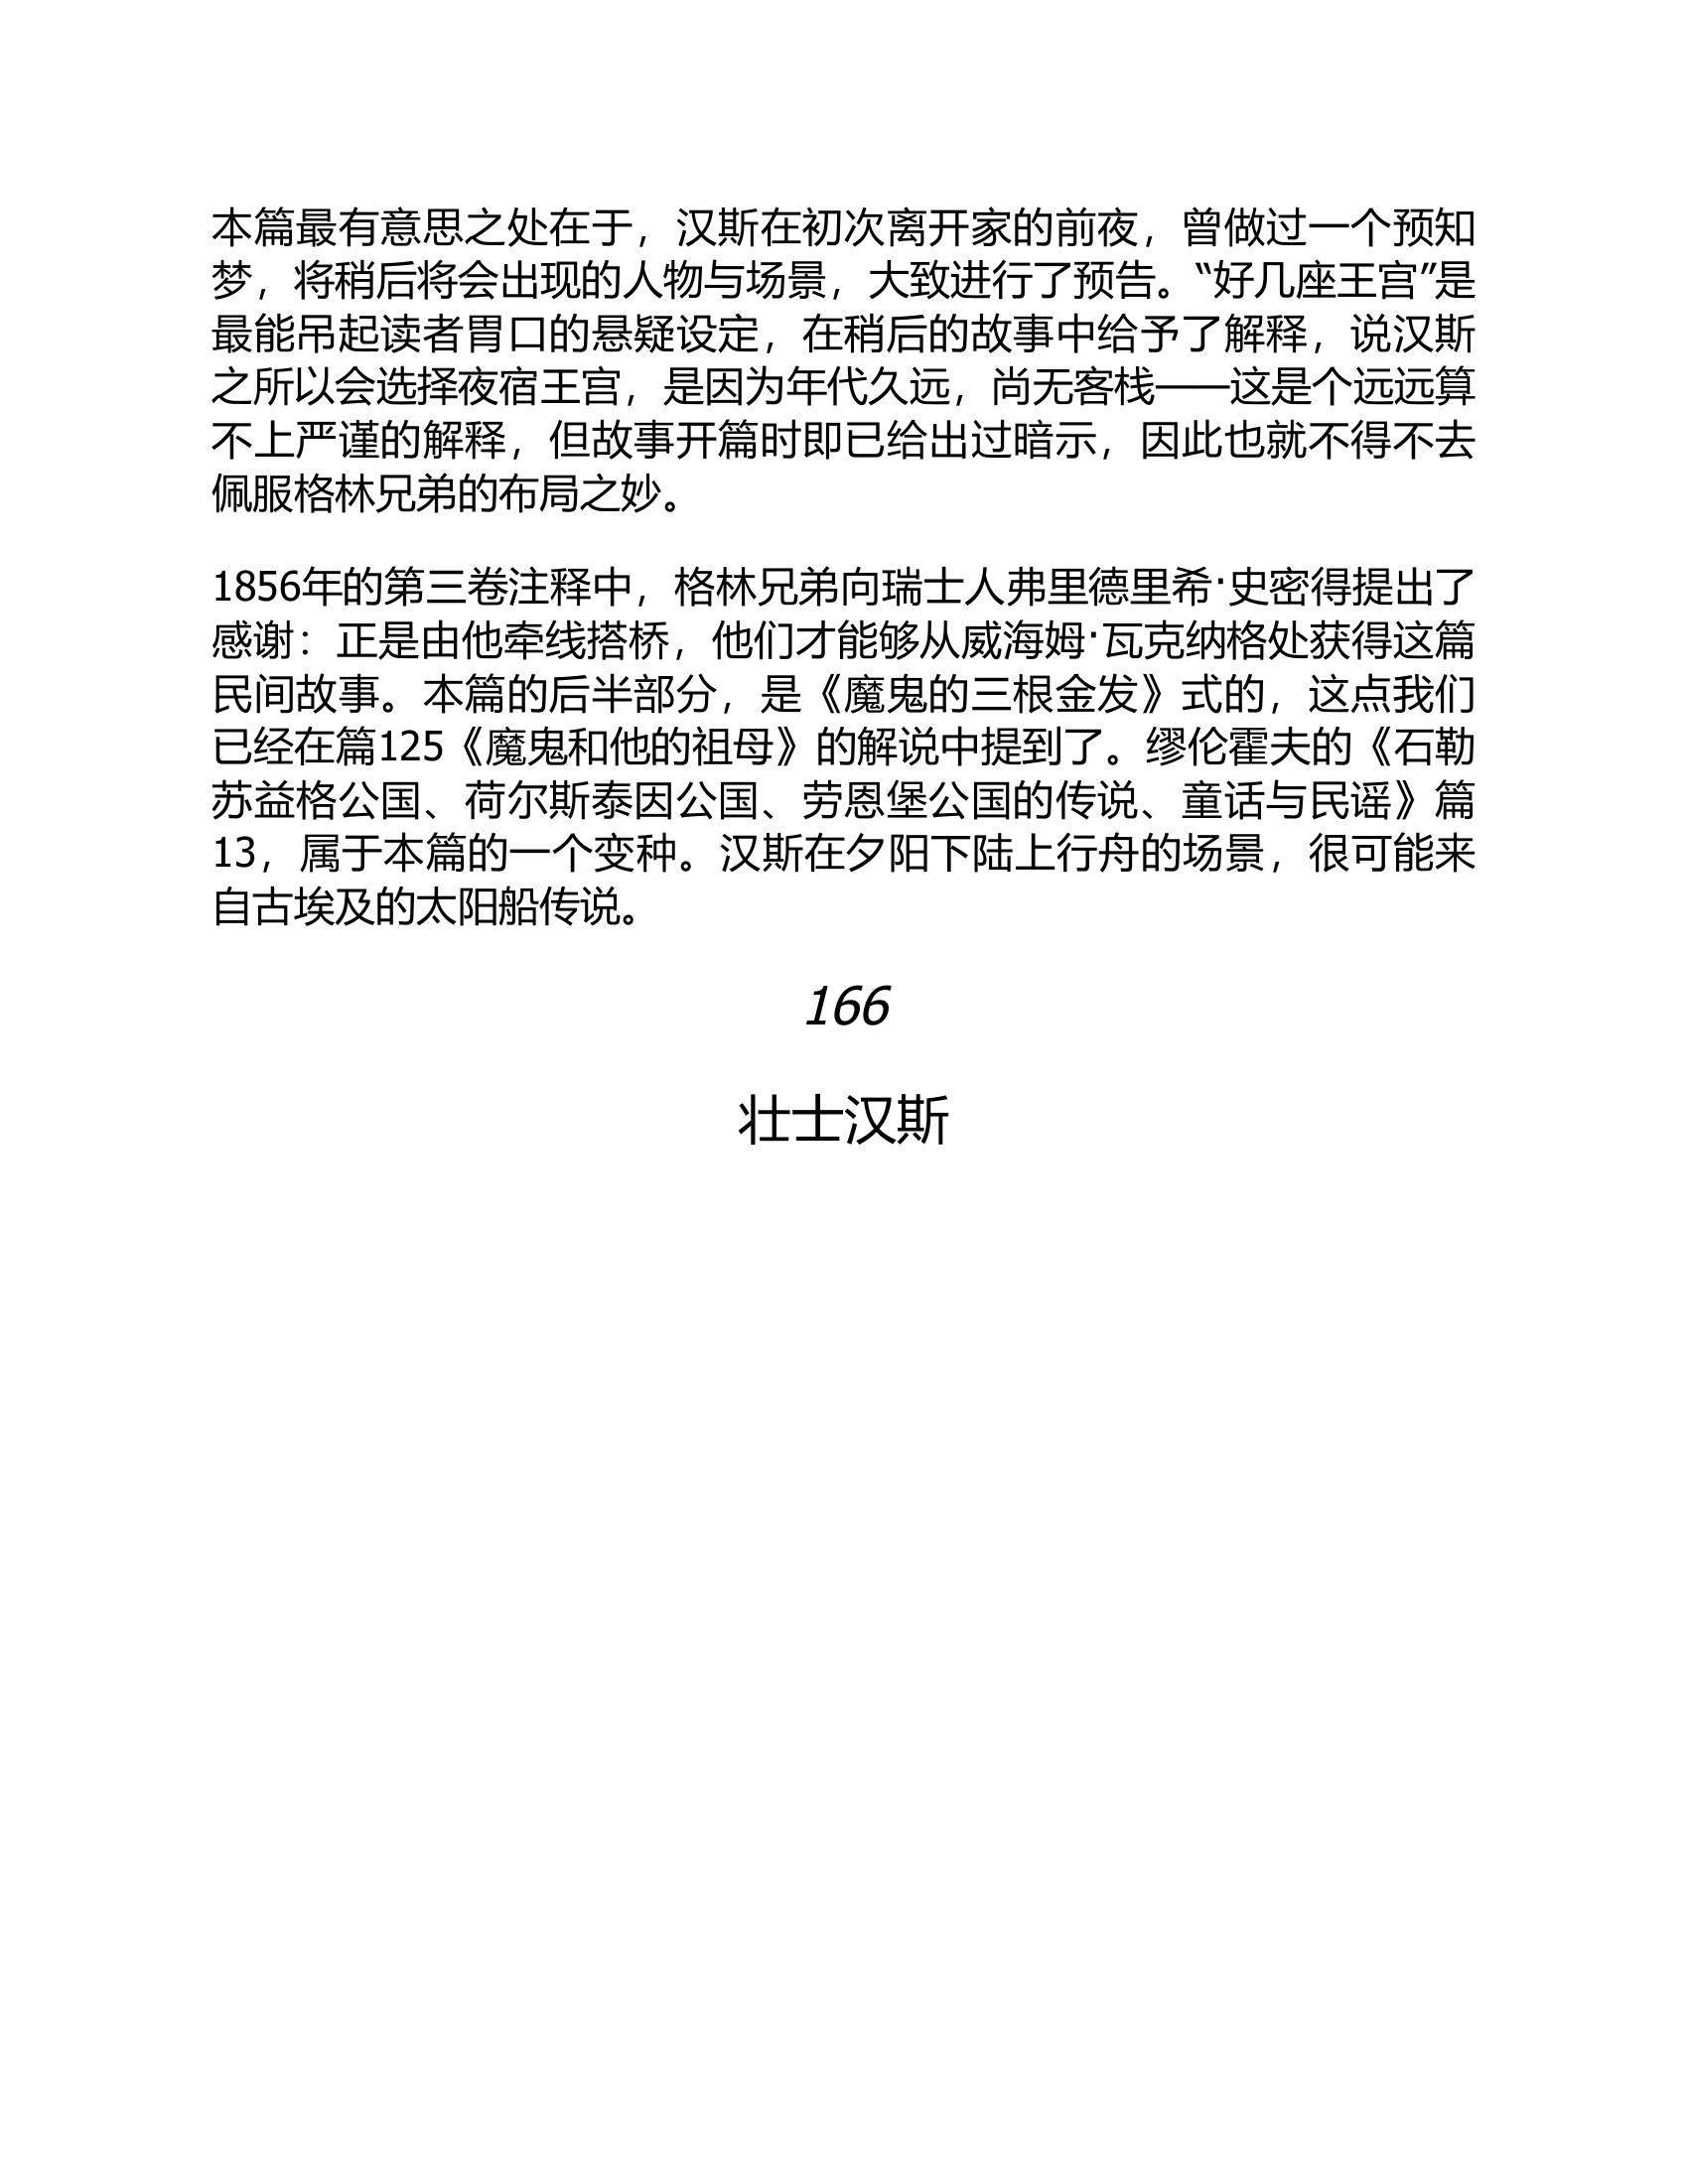 本篇最有意思之处在于，汉斯在初次离开家的前夜，曾做过一个预知
梦，将稍后将会出现的人物与场景，大致进行了预告。“好几座王宫”是
最能吊起读者胃口的悬疑设定，在稍后的故事中给予了解释，说汉斯
之所以会选择夜宿王宫，是因为年代久远，尚无客栈——这是个远远算
不上严谨的解释，但故事开篇时即已给出过暗示，因此也就不得不去
佩服格林兄弟的布局之妙。
1856年的第三卷注释中，格林兄弟向瑞士人弗里德里希·史密得提出了
感谢：正是由他牵线搭桥，他们才能够从威海姆·瓦克纳格处获得这篇
民间故事。本篇的后半部分，是《魔鬼的三根金发》式的，这点我们
已经在篇125《魔鬼和他的祖母》的解说中提到了。缪伦霍夫的《石勒
苏益格公国、荷尔斯泰因公国、劳恩堡公国的传说、童话与民谣》篇
13，属于本篇的一个变种。汉斯在夕阳下陆上行舟的场景，很可能来
自古埃及的太阳船传说。
166
壮士汉斯